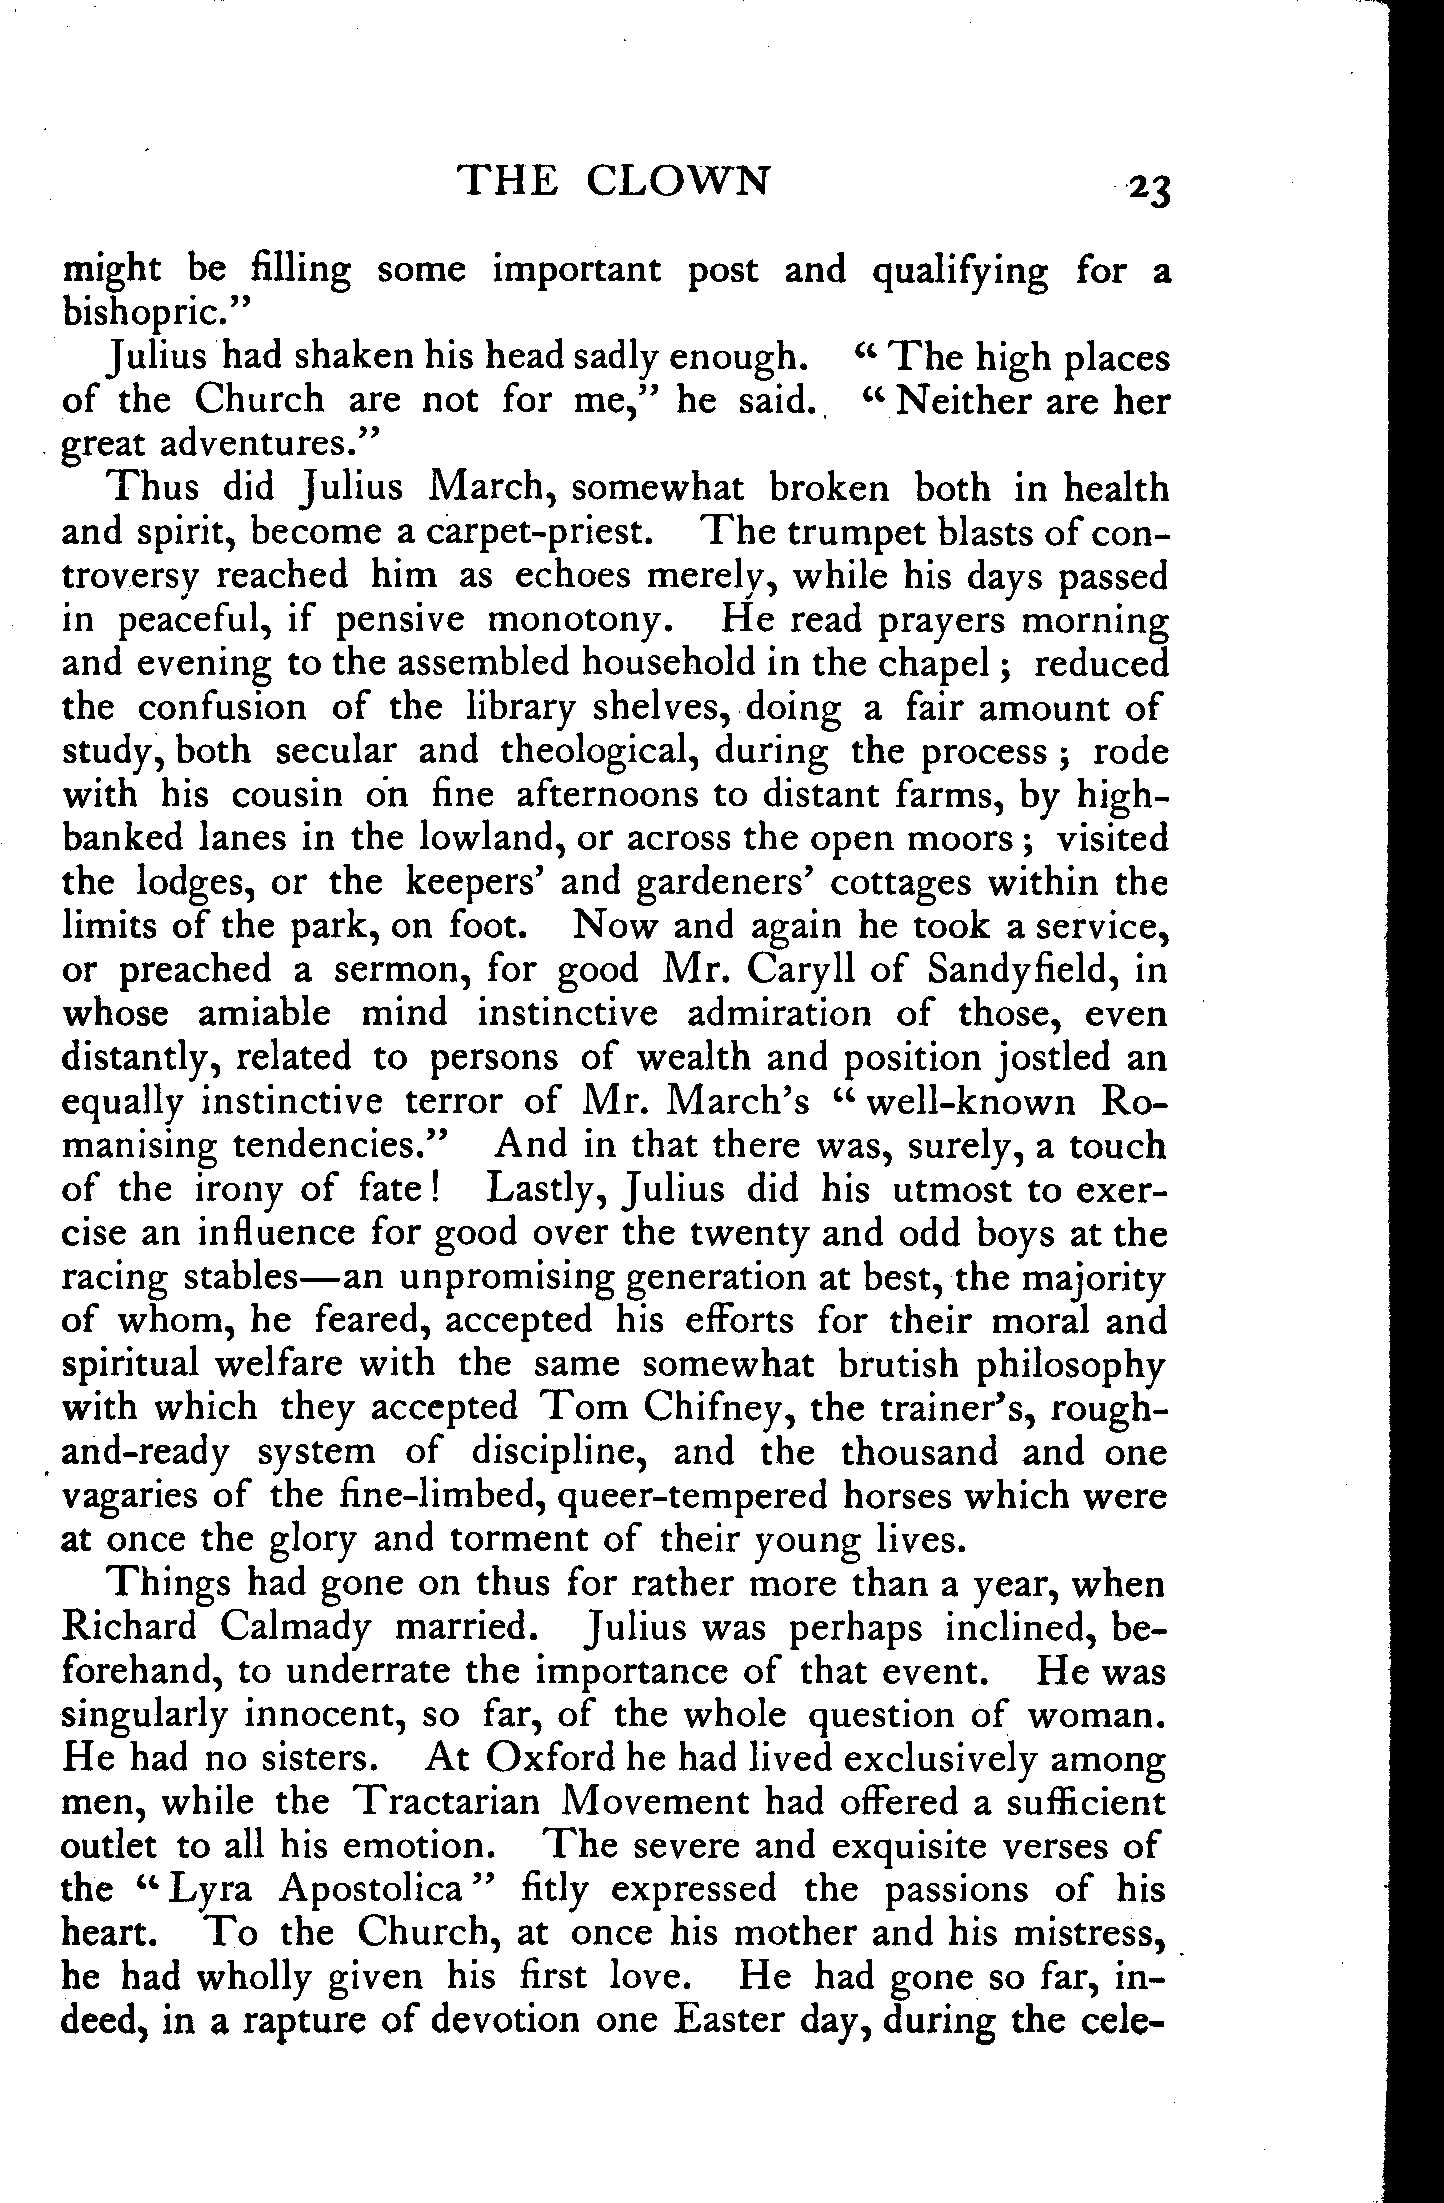 THE CLOWN 23
might be filling some important post and qualifying for a
bishopric.”
Julius had shaken his head sadly enough. “ The high places
of the Church are not for me,” he said. “ Neither are her
great adventures.”
Thus did Julius March, somewhat broken both in health
and spirit, become a carpet-priest. The trumpet blasts of con-
troversy reached him as echoes merely, while his days passed
in peaceful, if pensive monotony. He read prayers morning
and evening to the assembled household in the chapel ; reduced
the confusion of the library shelves, doing a fair amount of
study, both secular and theological, during the process ; rode
with his cousin on fine afternoons to distant farms, by high-
banked lanes in the lowland, or across the open moors ; visited
the lodges, or the keepers’ and gardeners’ cottages within the
limits of the park, on foot. Now and again he took a service,
or preached a sermon, for good Mr. Caryll of Sandyfield, in
whose amiable mind instinctive admiration of those, even
distantly, related to persons of wealth and position jostled an
equally instinctive terror of Mr. March’s “ well-known Ro-
manising tendencies.” And in that there was, surely, a touch
of the irony of fate ! Lastly, Julius did his utmost to exer-
cise an influence for good over the twenty and odd boys at the
racing stables—an unpromising generation at best, the majority
of whom, he feared, accepted his efforts for their moral and
spiritual welfare with the same somewhat brutish philosophy
with which they accepted Tom Chifney, the trainer’s, rough-
and-ready system of discipline, and the thousand and one
vagaries of the fine-limbed, queer-tempered horses which were
at once the glory and torment of their young lives.
Things had gone on thus for rather more than a year, when
Richard Calmady married. Julius was perhaps inclined, be-
forehand, to underrate the importance of that event. He was
singularly innocent, so far, of the whole question of woman.
He had no sisters. At Oxford he had lived exclusively among
men, while the Tractarian Movement had offered a sufficient
outlet to all his emotion. The severe and exquisite verses of
the “ Lyra Apostolica ” fitly expressed the passions of his
heart. To the Church, at once his mother and his mistress,
he had wholly given his first love. He had gone so far, in-
deed, in a rapture of devotion one Easter day, during the cele-